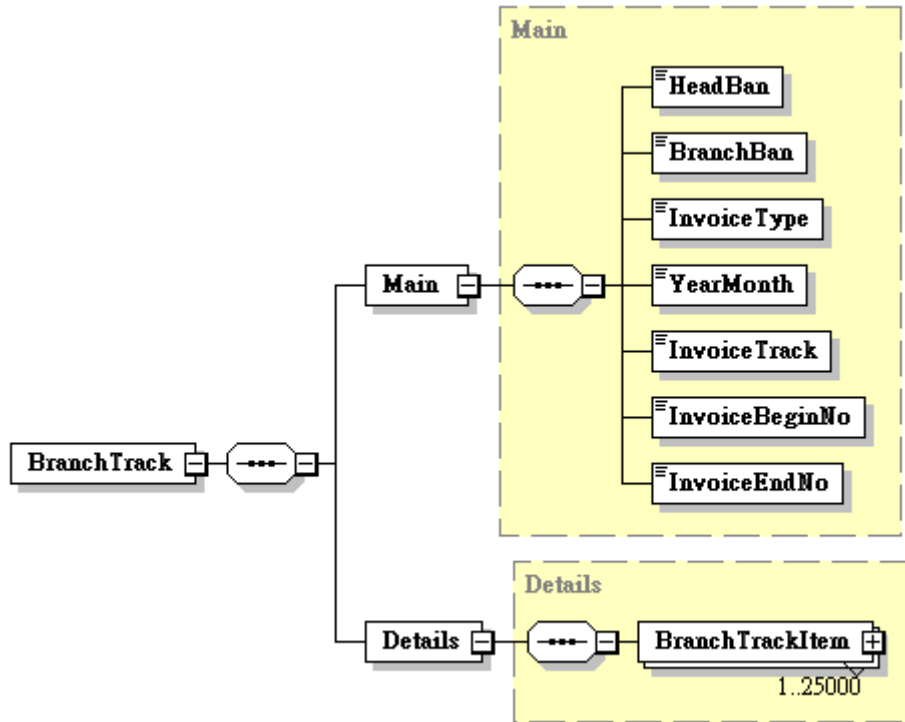 Main
HeadBan
BranchBan
InvoiceType
Main
YearMonth
InvoiceTrack
InvoiceBeginNo
BranchTrack
InvoiceEndNo
Details
Details
BranchTrackItem
1..25000